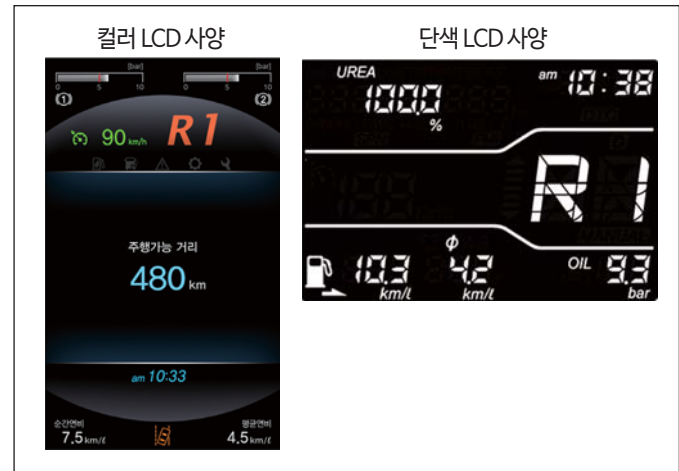 컬러 LCD 사양
[bar] [bar]
0 5 10 0 5 10
(1) (2)
90 km/h R1
주행가능 거리
480 km
am 10:33
순간연비 평균연비
7.5 km/ℓ 4.5 km/ℓ
단색 LCD 사양
UREA am 10:38
100.0
%
R1
ϕ
10.3 4.2 OIL 9.3
km/ℓ km/ℓ bar